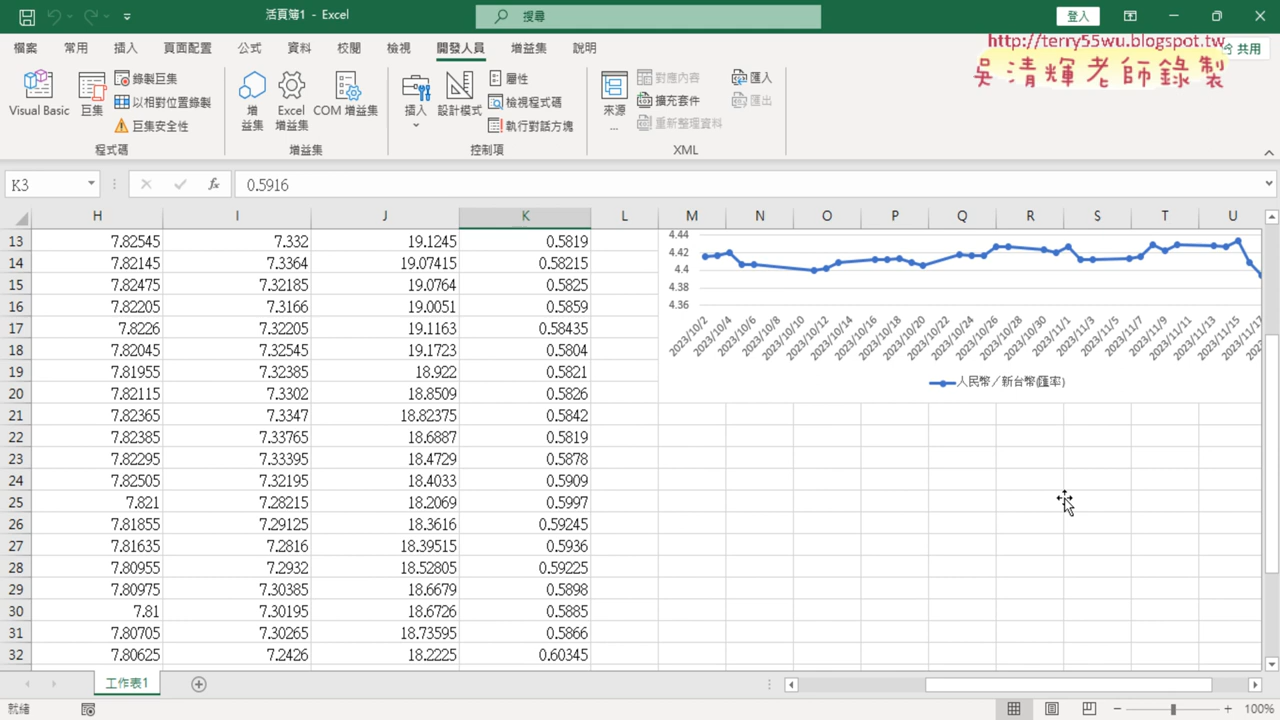 活頁簿1 - Excel
搜尋
登入
檔案 常用 插入 頁面配置 公式 資料 校閱 檢視 開發人員 增益集 說明
共用
http://terry55wu.blogspot.tw
吳清輝老師錄製
Visual Basic
巨集
錄製巨集
以相對位置錄製
巨集安全性
程式碼
增益集
Excel 增益集
COM 增益集
增益集
插入
設計模式
屬性
檢視程式碼
執行對話方塊
控制項
來源...
對應內容
擴充套件
重新整理資料
匯入
匯出
XML
K3
fx
0.5916
H I J K L M N O P Q R S T U
13 7.82545 7.332 19.1245 0.5819
14 7.82145 7.3364 19.07415 0.58215
15 7.82475 7.32185 19.0764 0.5825
16 7.82205 7.3166 19.0051 0.5859
17 7.8226 7.32205 19.1163 0.58435
18 7.82045 7.32545 19.1723 0.5804
19 7.81955 7.32385 18.922 0.5821
20 7.82115 7.3302 18.8509 0.5826
21 7.82365 7.3347 18.82375 0.5842
22 7.82385 7.33765 18.6887 0.5819
23 7.82295 7.33395 18.4729 0.5878
24 7.82505 7.32195 18.4033 0.5909
25 7.821 7.28215 18.2069 0.5997
26 7.81855 7.29125 18.3616 0.59245
27 7.81635 7.2816 18.39515 0.5936
28 7.80955 7.2932 18.52805 0.59225
29 7.80975 7.30385 18.6679 0.5898
30 7.81 7.30195 18.6726 0.5885
31 7.80705 7.30265 18.73595 0.5866
32 7.80625 7.2426 18.2225 0.60345
4.44
4.42
4.4
4.38
4.36
2023/10/2 2023/10/4 2023/10/6 2023/10/8 2023/10/10 2023/10/12 2023/10/14 2023/10/16 2023/10/18 2023/10/20 2023/10/22 2023/10/24 2023/10/26 2023/10/28 2023/10/30 2023/11/1 2023/11/3 2023/11/5 2023/11/7 2023/11/9 2023/11/11 2023/11/13 2023/11/15 2023/11/17
人民幣／新台幣(匯率)
工作表1
就緒
100%